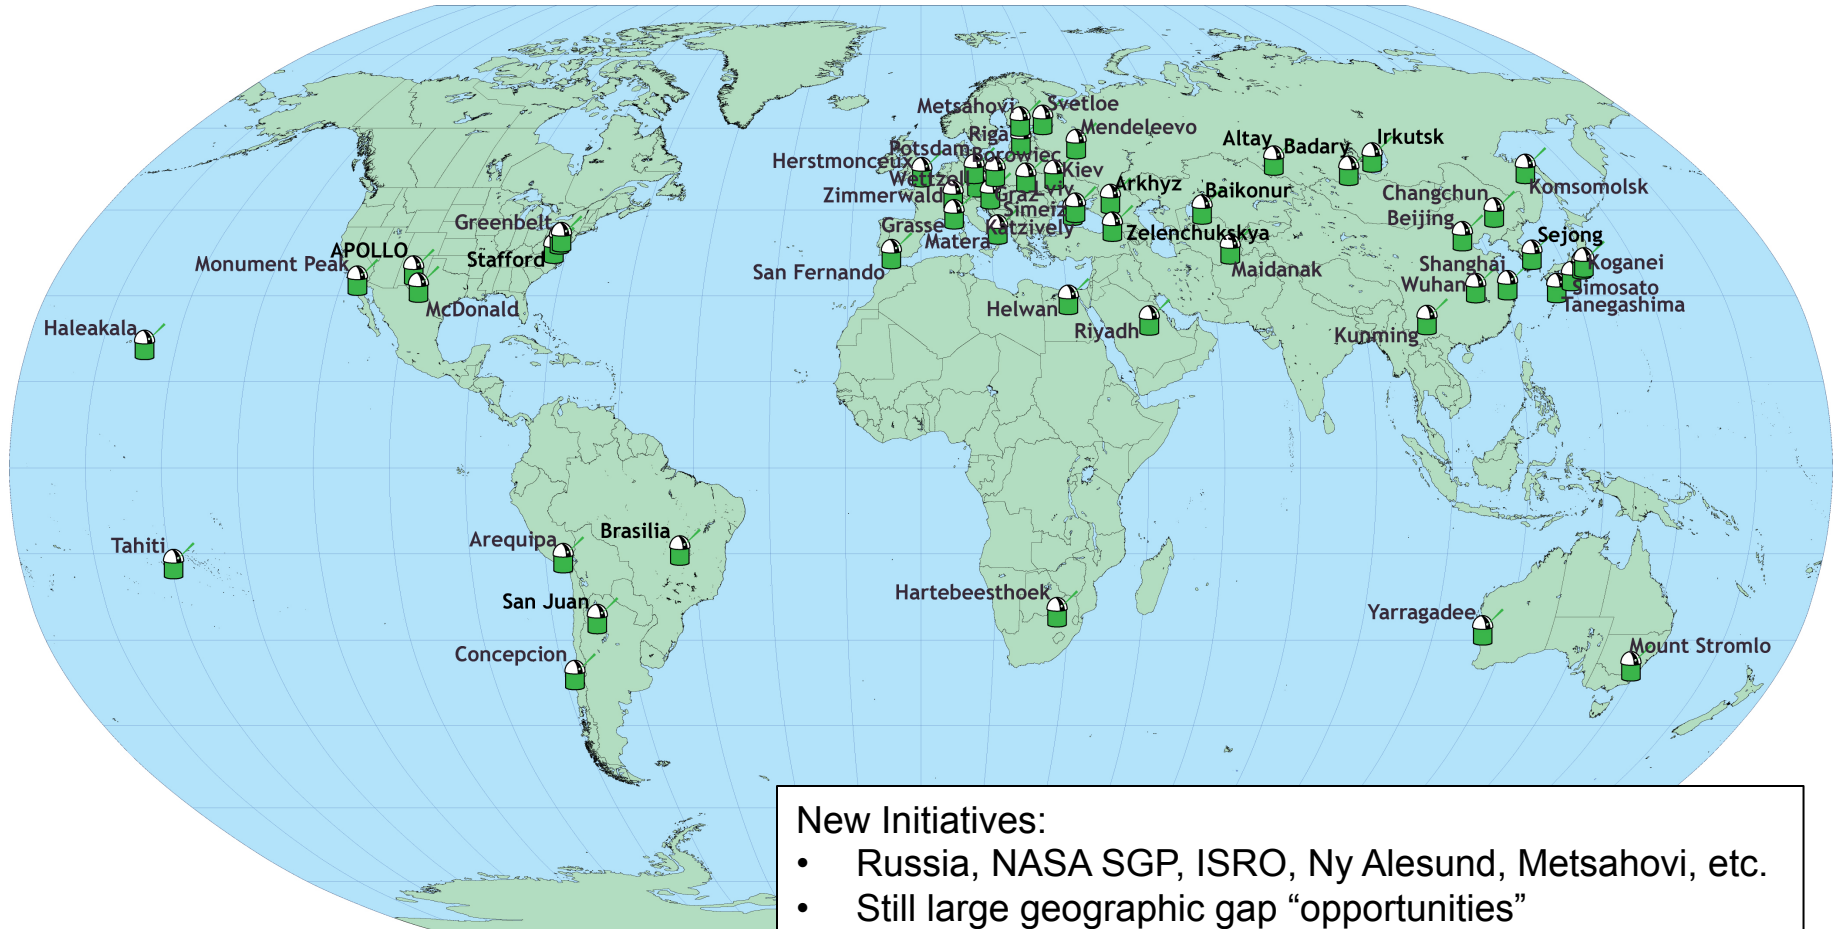 Metsahovi
Svetloe
Riga
Mendeleevo
Potsdam
Borowiec
Herstmonceux
Wettzell
Kiev
Lviv
Zimmerwald
Graz
Simeiz
Grasse
Katzively
Matera
San Fernando
Altay
Badary
Irkutsk
Arkhyz
Baikonur
Zelenchukskya
Maidanak
Komsomolsk
Changchun
Beijing
Sejong
Shanghai
Koganei
Wuhan
Simosato
Tanegashima
Kunming
Helwan
Riyadh
Greenbelt
APOLLO
Stafford
Monument Peak
McDonald
Haleakala
Tahiti
Arequipa
Brasilia
San Juan
Concepcion
Hartebeesthoek
Yarragadee
Mount Stromlo
New Initiatives:
• Russia, NASA SGP, ISRO, Ny Alesund, Metsahovi, etc.
• Still large geographic gap “opportunities”